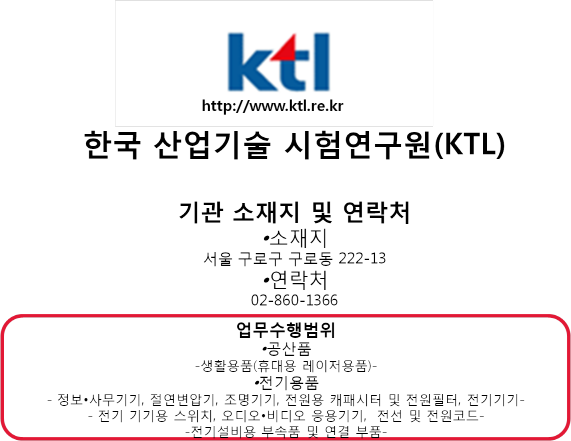 ktl
http://www.ktl.re.kr
한국 산업기술 시험연구원(KTL)
기관 소재지 및 연락처
•소재지
서울 구로구 구로동 222-13
•연락처
02-860-1366
업무수행범위
•공산품
-생활용품(휴대용 레이저용품)-
•전기용품
- 정보•사무기기, 절연변압기, 조명기기, 전원용 캐패시터 및 전원필터, 전기기기-
- 전기 기기용 스위치, 오디오•비디오 응용기기,  전선 및 전원코드-
-전기설비용 부속품 및 연결 부품-